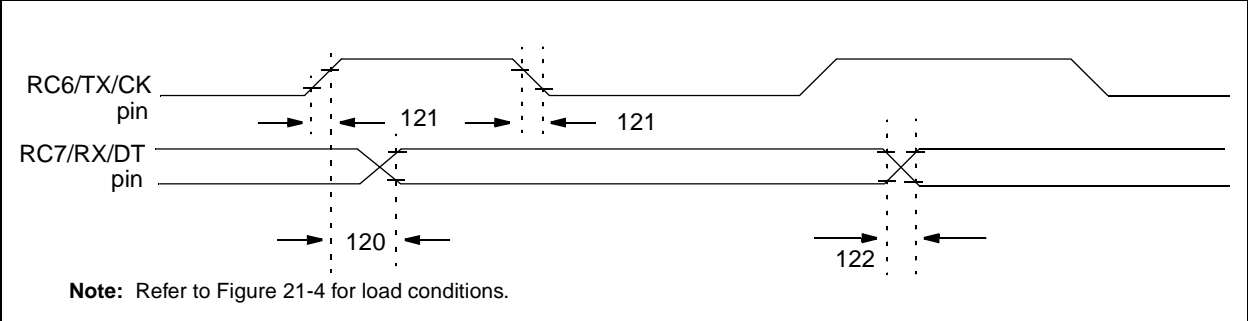 RC6/TX/CK
pin
121
121
RC7/RX/DT
pin
120
122
Note: Refer to Figure 21-4 for load conditions.